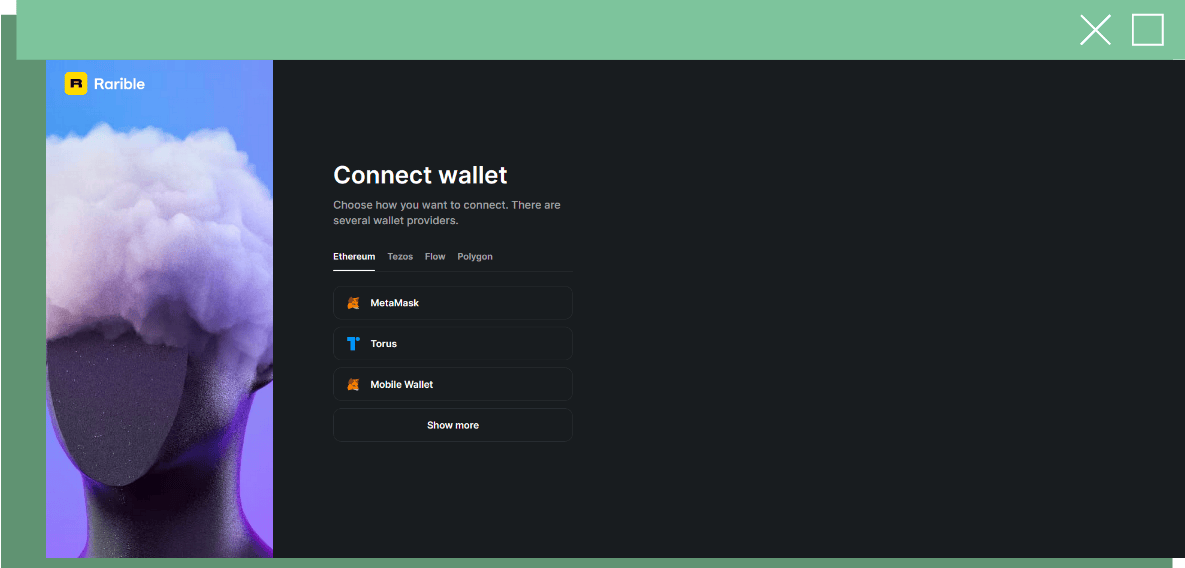 R Rarible
Connect wallet
Choose how you want to connect. There are
several wallet providers.
Ethereum Tezos Flow Polygon
MetaMask
Torus
Mobile Wallet
Show more